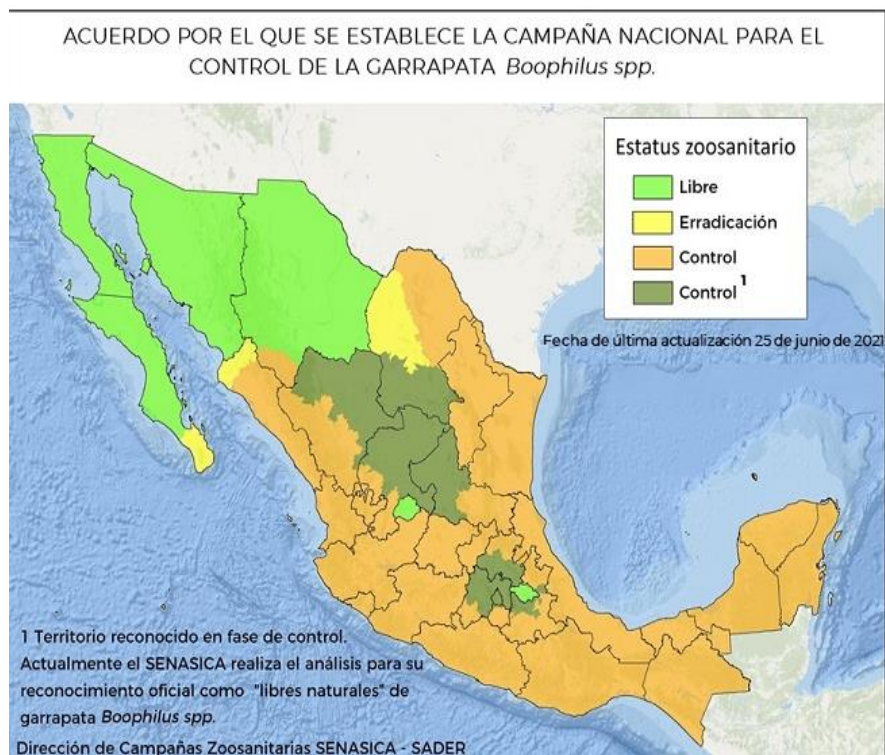 ACUERDO POR EL QUE SE ESTABLECE LA CAMPAÑA NACIONAL PARA EL
CONTROL DE LA GARRAPATA Boophilus spp.
Estatus zoosanitario
Libre
Erradicación
Control
Control 1
Fecha de última actualización 25 de junio de 2021
1 Territorio reconocido en fase de control.
Actualmente el SENASICA realiza el análisis para su
reconocimiento oficial como "libres naturales" de
garrapata Boophilus spp.
Dirección de Campañas Zoosanitarias SENASICA - SADER